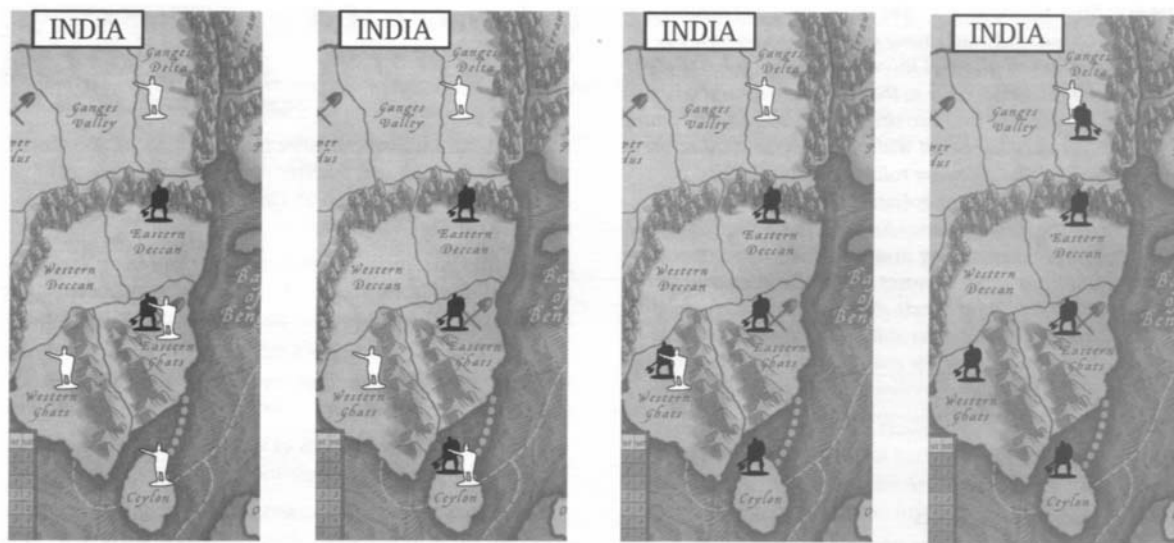 INDIA
Ganges
Delta
Ganges
Valley
Eastern
Deccan
Western
Deccan
Eastern
Ghats
Western
Ghats
Ceylon
INDIA
Ganges
Delta
Ganges
Valley
Eastern
Deccan
Western
Deccan
Eastern
Ghats
Western
Ghats
Ceylon
INDIA
Ganges
Delta
Ganges
Valley
Eastern
Deccan
Western
Deccan
Eastern
Ghats
Western
Ghats
Ceylon
INDIA
Ganges
Delta
Ganges
Valley
Eastern
Deccan
Western
Deccan
Eastern
Ghats
Western
Ghats
Ceylon